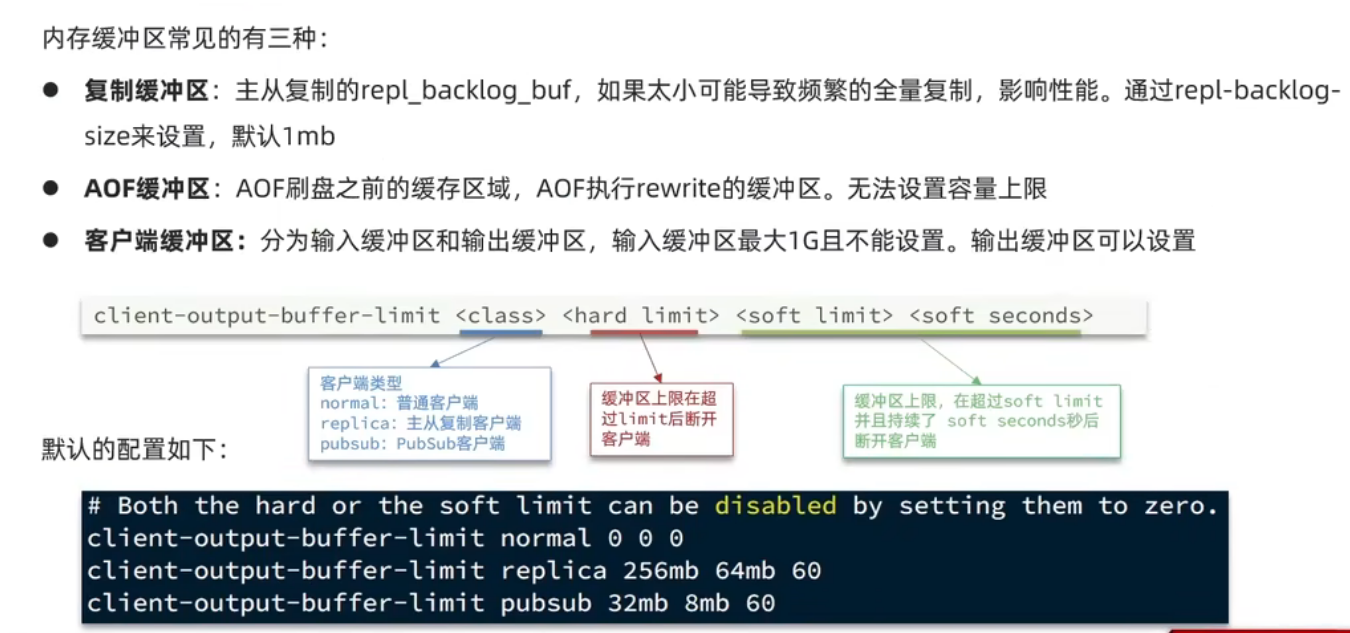 内存缓冲区常见的有三种：
● 复制缓冲区：主从复制的repl_backlog_buf，如果太小可能导致频繁的全量复制，影响性能。通过repl-backlog-
size来设置，默认1mb
● AOF缓冲区：AOF刷盘之前的缓存区域，AOF执行rewrite的缓冲区。无法设置容量上限
● 客户端缓冲区：分为输入缓冲区和输出缓冲区，输入缓冲区最大1G且不能设置。输出缓冲区可以设置
client-output-buffer-limit <class> <hard limit> <soft limit> <soft seconds>
客户端类型
normal：普通客户端
replica：主从复制客户端
pubsub：PubSub客户端
缓冲区上限在超
过limit后断开
客户端
缓冲区上限，在超过soft limit
并且持续了 soft seconds秒后
断开客户端
默认的配置如下：
# Both the hard or the soft limit can be disabled by setting them to zero.
client-output-buffer-limit normal 0 0 0
client-output-buffer-limit replica 256mb 64mb 60
client-output-buffer-limit pubsub 32mb 8mb 60